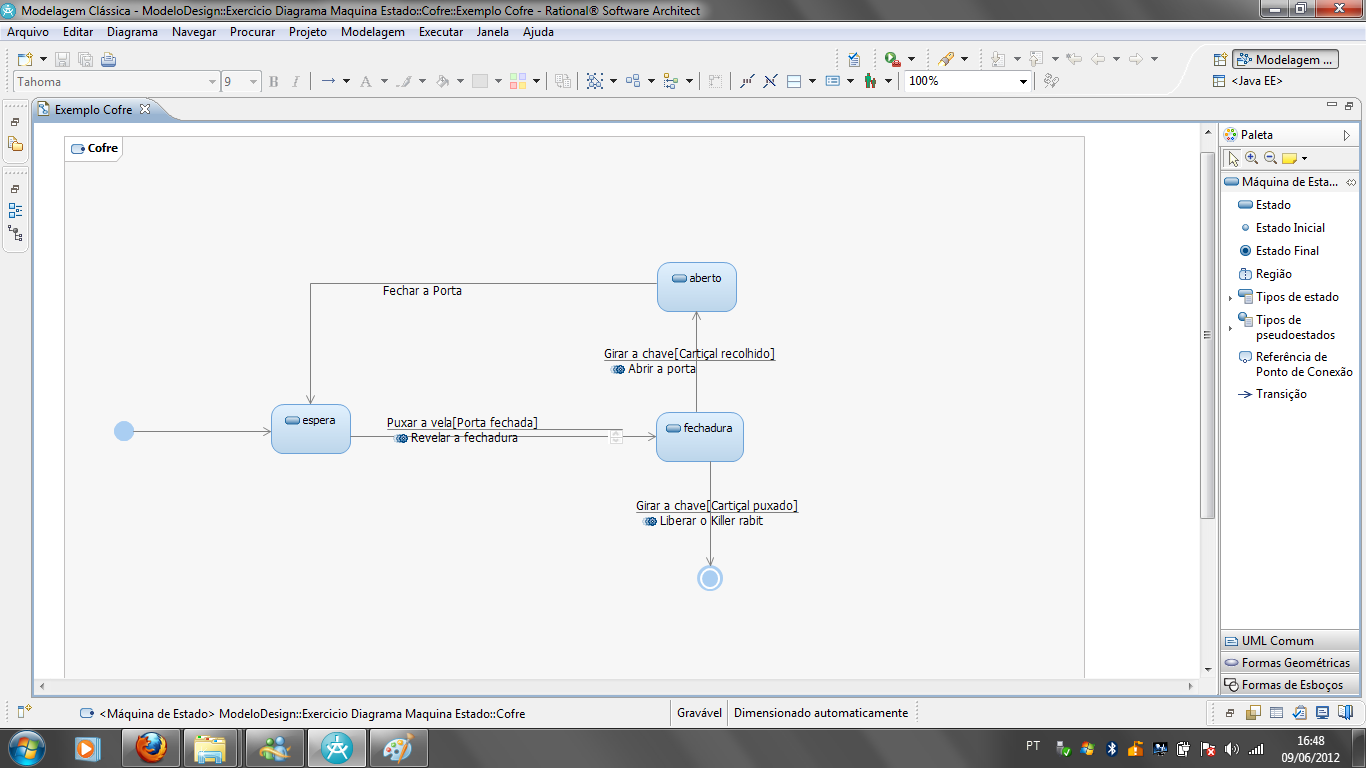 Modelagem Clássica - ModeloDesign::Exercicio Diagrama Maquina Estado::Cofre::Exemplo Cofre - Rational® Software Architect
Arquivo Editar Diagrama Navegar Procurar Projeto Modelagem Executar Janela Ajuda
Modelagem ...
Tahoma 9 B I A 100% <Java EE>
Exemplo Cofre
Paleta
Cofre
Máquina de Esta...
Estado
Estado Inicial
Estado Final
Região
Tipos de estado
Tipos de
pseudoestados
Referência de
Ponto de Conexão
Transição
aberto
Fechar a Porta
Girar a chave[Cartiçal recolhido]
Abrir a porta
espera
Puxar a vela[Porta fechada]
Revelar a fechadura
fechadura
Girar a chave[Cartiçal puxado]
Liberar o Killer rabit
UML Comum
Formas Geométricas
Formas de Esboços
<Máquina de Estado> ModeloDesign::Exercicio Diagrama Maquina Estado::Cofre
Gravável
Dimensionado automaticamente
PT
16:48
09/06/2012